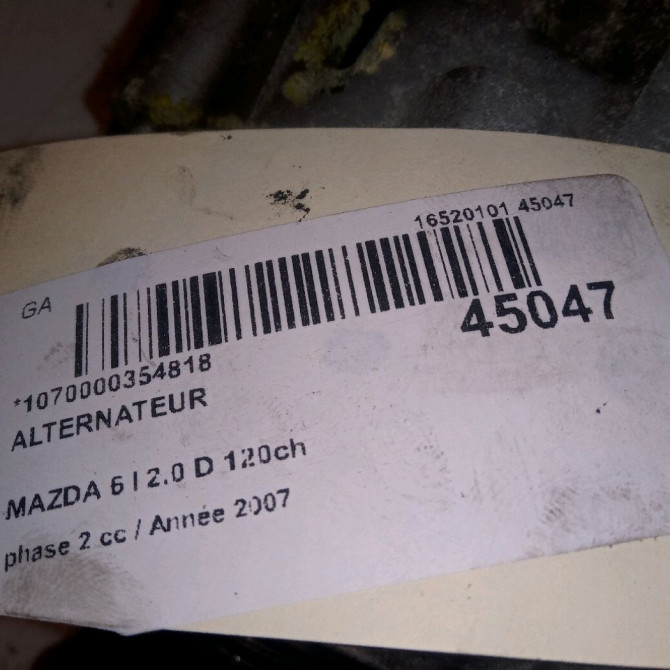 16520101 45047
GA
45047
*1070000354818
ALTERNATEUR
MAZDA 6 I 2.0 D 120ch
phase 2 cc / Année 2007